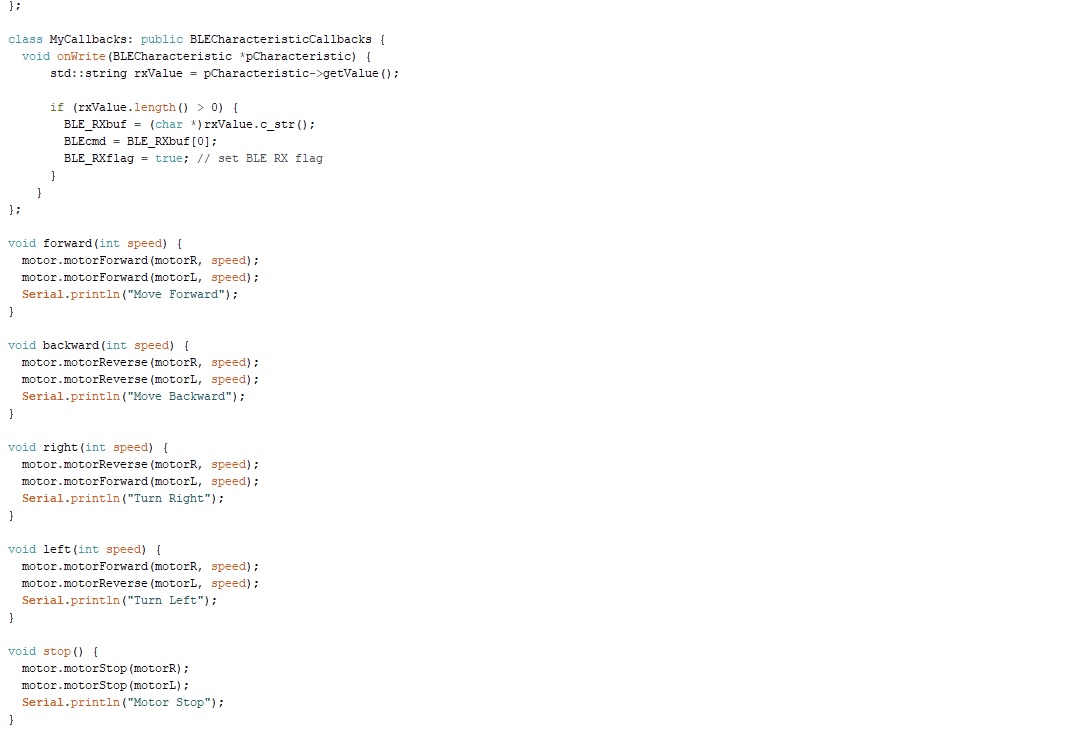 };
class MyCallbacks: public BLECharacteristicCallbacks {
  void onWrite(BLECharacteristic *pCharacteristic) {
      std::string rxValue = pCharacteristic->getValue();
      if (rxValue.length() > 0) {
        BLE_RXbuf = (char *)rxValue.c_str();
        BLEcmd = BLE_RXbuf[0];
        BLE_RXflag = true; // set BLE RX flag
      }
    }
};
void forward(int speed) {
  motor.motorForward(motorR, speed);
  motor.motorForward(motorL, speed);
  Serial.println("Move Forward");
}
void backward(int speed) {
  motor.motorReverse(motorR, speed);
  motor.motorReverse(motorL, speed);
  Serial.println("Move Backward");
}
void right(int speed) {
  motor.motorReverse(motorR, speed);
  motor.motorForward(motorL, speed);
  Serial.println("Turn Right");
}
void left(int speed) {
  motor.motorForward(motorR, speed);
  motor.motorReverse(motorL, speed);
  Serial.println("Turn Left");
}
void stop() {
  motor.motorStop(motorR);
  motor.motorStop(motorL);
  Serial.println("Motor Stop");
}